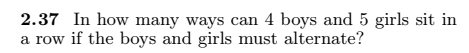 2.37 In how many ways can 4 boys and 5 girls sit in
a row if the boys and girls must alternate?